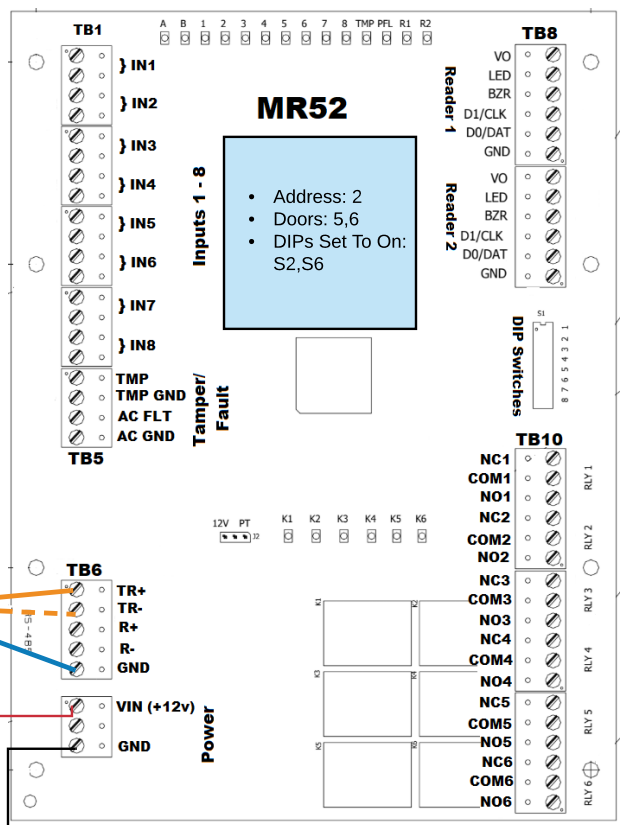 TB1
A B 1 2 3 4 5 6 7 8 TMP PFL R1 R2
TB8
} IN1
} IN2
} IN3
} IN4
} IN5
} IN6
} IN7
} IN8
Inputs 1 - 8
MR52
• Address: 2
• Doors: 5,6
• DIPs Set To On:
S2,S6
Reader 1
VO
LED
BZR
D1/CLK
D0/DAT
GND
Reader 2
VO
LED
BZR
D1/CLK
D0/DAT
GND
TMP
TMP GND
AC FLT
AC GND
TB5
Tamper/
Fault
DIP Switches
S1
8 7 6 5 4 3 2 1
TB10
NC1
COM1
NO1
NC2
COM2
NO2
NC3
COM3
NO3
NC4
COM4
NO4
NC5
COM5
NO5
NC6
COM6
NO6
RLY 1
RLY 2
RLY 3
RLY 4
RLY 5
RLY 6
12V PT
J2
K1 K2 K3 K4 K5 K6
K1
K2
K3
K4
K5
K6
TB6
TR+
TR-
R+
R-
GND
VIN (+12v)
GND
Power